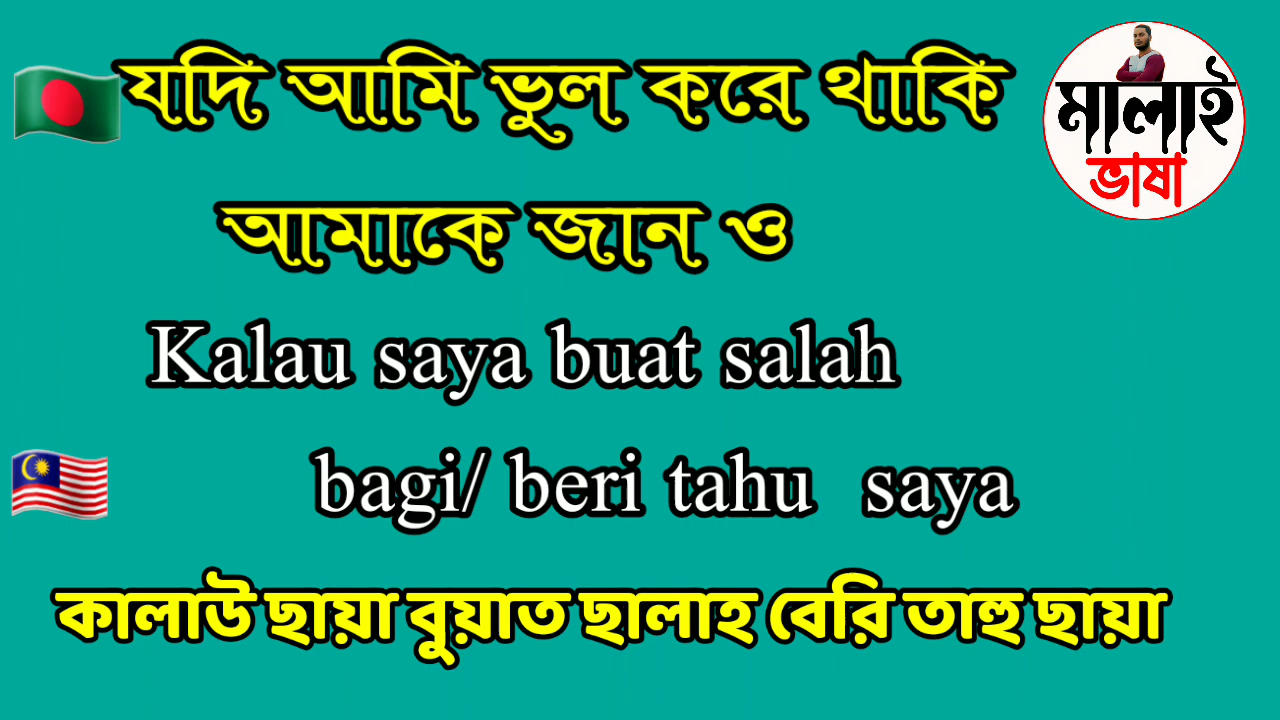 যদি আমি ভুল করে থাকি
মালাই
ভাষা
আমাকে জান ও
Kalau saya buat salah
bagi/ beri tahu saya
কালাউ ছায়া বুয়াত ছালাহ বেরি তাহু ছায়া